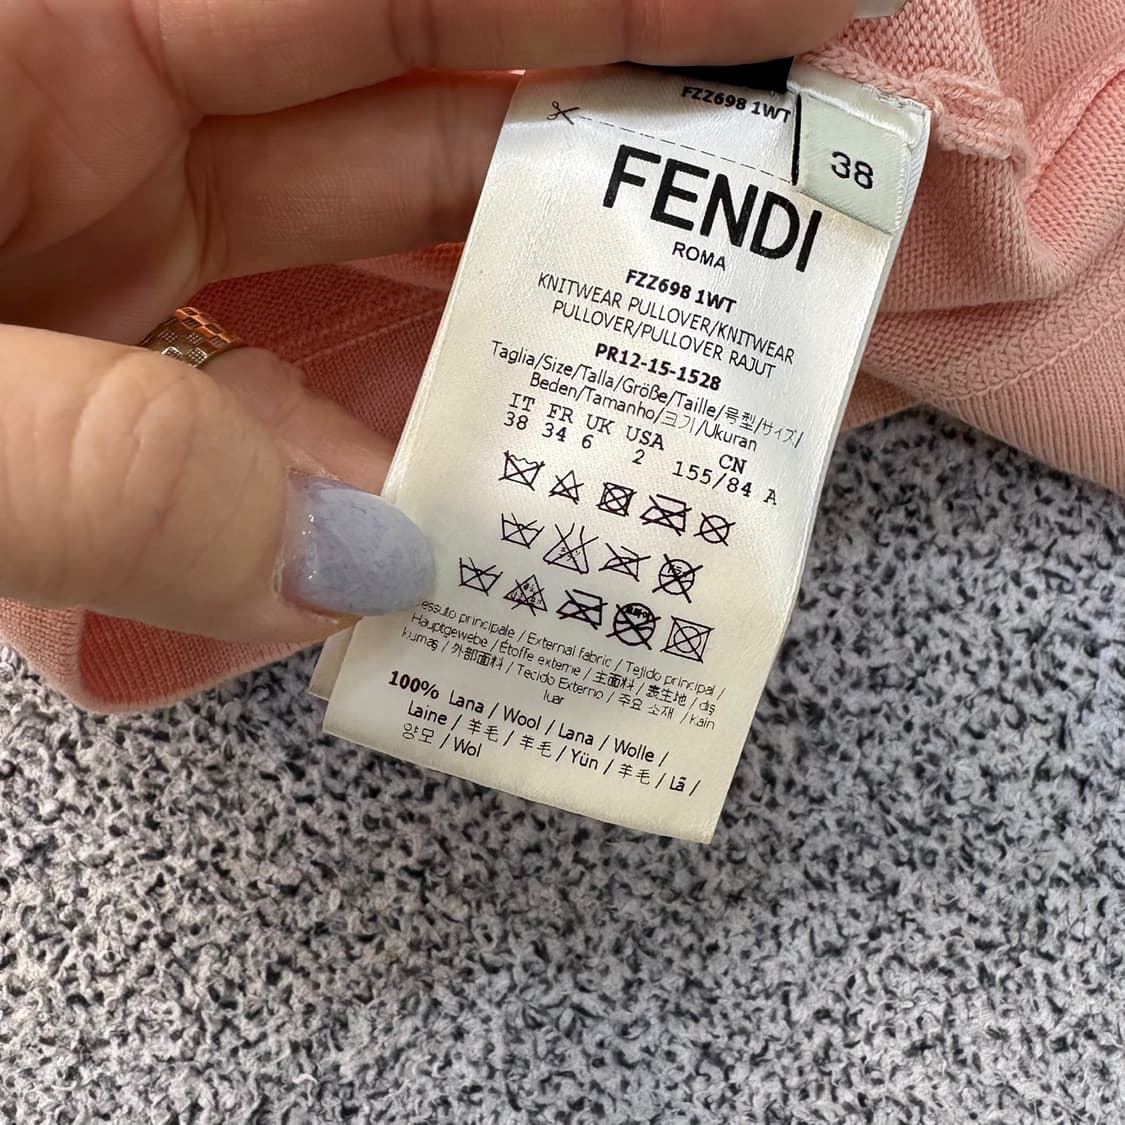 FZZ698 1WT
38
FENDI
ROMA
FZZ698 1WT
KNITWEAR PULLOVER/KNITWEAR
PULLOVER/PULLOVER RAJUT
PR12-15-1528
Taglia/Size/Talla/Größe/Taille/号型/サイズ/
Beden/Tamanho/크기/Ukuran
IT FR UK USA CN
38 34 6 2 155/84 A
essuto principale / External fabric / Tejido principal /
Hauptgewebe / Étoffe externe / 主面料 / 表生地 / dış
kumaş / 外部面料 / Tecido Externo / 주요 소재 / kain
luar
100% Lana / Wool / Lana / Wolle /
Laine / 羊毛 / 羊毛 / Yün / 羊毛 / Lã /
양모 / Wol